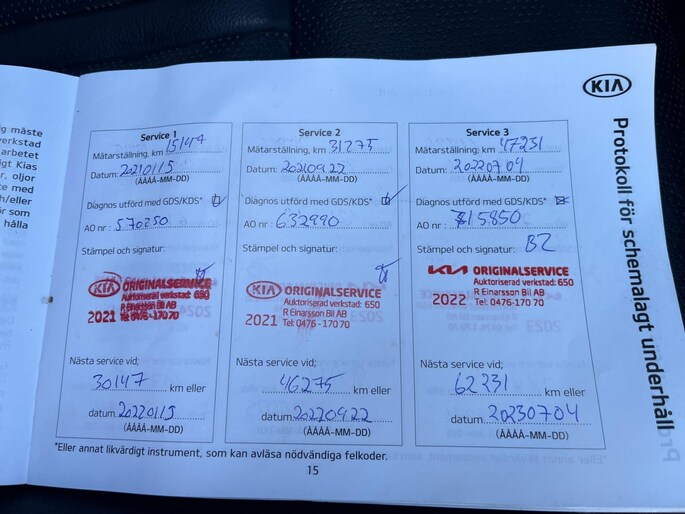 g måste
verkstad
arbetet
gt Kias
r, oljor
te med
ch/eller
ör som
hålla
KIA
Protokoll för schemalagt underhåll
Service 1
Mätarställning, km 15147
Datum: 20210115
(ÅÅÅÅ-MM-DD)
Diagnos utförd med GDS/KDS*
AO nr : 570250
Stämpel och signatur:
KIA ORIGINALSERVICE
Auktoriserad verkstad: 650
R Einarsson Bil AB
2021 Tel: 0476-170 70
Nästa service vid;
30147 km eller
datum 20220115
(ÅÅÅÅ-MM-DD)
Service 2
Mätarställning, km 31275
Datum: 20210922
(ÅÅÅÅ-MM-DD)
Diagnos utförd med GDS/KDS*
AO nr : 632990
Stämpel och signatur:
KIA ORIGINALSERVICE
Auktoriserad verkstad: 650
R Einarsson Bil AB
2021 Tel: 0476-170 70
Nästa service vid;
46275 km eller
datum 20220922
(ÅÅÅÅ-MM-DD)
Service 3
Mätarställning, km 47231
Datum: 20220704
(ÅÅÅÅ-MM-DD)
Diagnos utförd med GDS/KDS*
AO nr : 715850
Stämpel och signatur: BZ
KIA ORIGINALSERVICE
Auktoriserad verkstad: 650
R Einarsson Bil AB
2022 Tel: 0476-170 70
Nästa service vid;
62231 km eller
datum 20230704
(ÅÅÅÅ-MM-DD)
*Eller annat likvärdigt instrument, som kan avläsa nödvändiga felkoder.
15